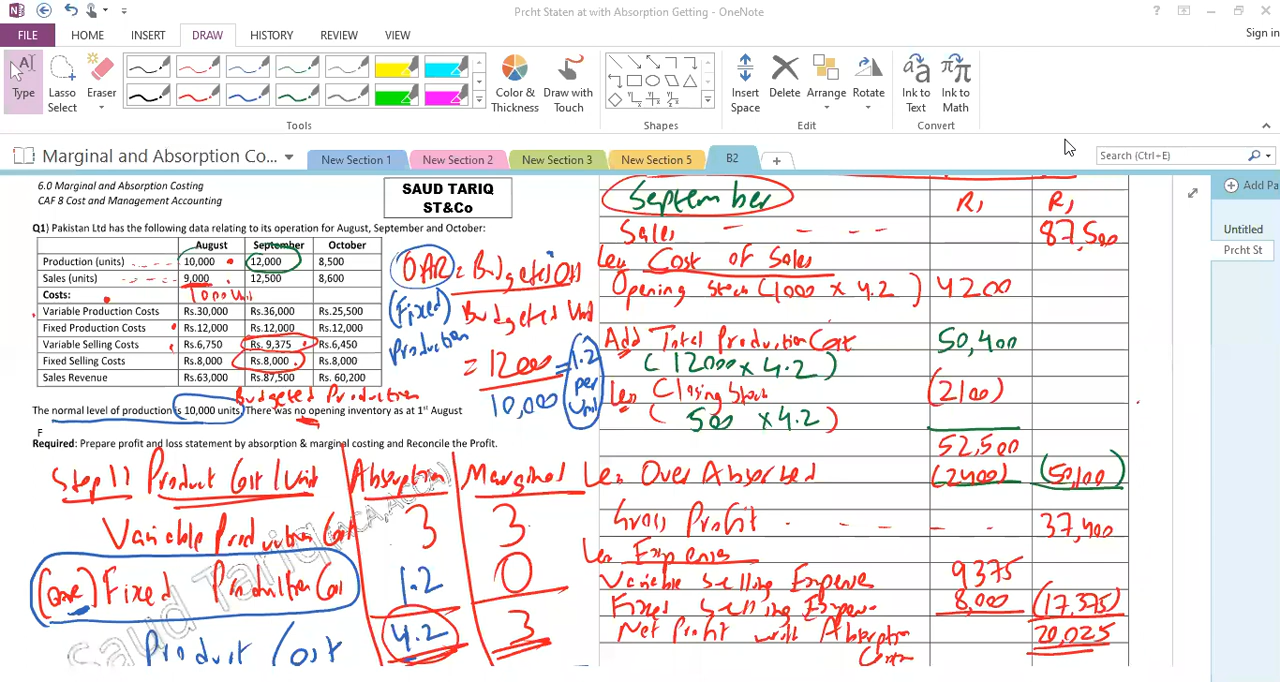 Prcht Staten at with Absorption Getting - OneNote
?
Sign in
FILE HOME INSERT DRAW HISTORY REVIEW VIEW
Type
Lasso Select
Eraser
Color & Thickness
Draw with Touch
Insert Space
Delete
Arrange
Rotate
Ink to Text
Ink to Math
Tools
Shapes
Edit
Convert
Marginal and Absorption Co...
New Section 1
New Section 2
New Section 3
New Section 5
B2
Search (Ctrl+E)
Add Pa
Untitled
Prcht St
6.0 Marginal and Absorption Costing
CAF 8 Cost and Management Accounting
SAUD TARIQ
ST&Co
Q1) Pakistan Ltd has the following data relating to its operation for August, September and October:
August September October
Production (units) 10,000 12,000 8,500
Sales (units) 9,000 12,500 8,600
Costs: 1000 Unit
Variable Production Costs Rs.30,000 Rs.36,000 Rs.25,500
Fixed Production Costs Rs.12,000 Rs.12,000 Rs.12,000
Variable Selling Costs Rs.6,750 Rs. 9,375 Rs.6,450
Fixed Selling Costs Rs.8,000 Rs.8,000 Rs.8,000
Sales Revenue Rs.63,000 Rs.87,500 Rs. 60,200
Budgeted Production
The normal level of production is 10,000 units. There was no opening inventory as at 1st August
F
Required: Prepare profit and loss statement by absorption & marginal costing and Reconcile the Profit.
OAR = Budgeted OHs
(Fixed) Budgeted Unit
Production
= 12000 = 1.2 per Unit
10,000
Step 1) Product Cost/Unit Absorption Marginal
Variable Production Cost 3 3
(OAR) Fixed Production Cost 1.2 0
Product Cost 4.2 3
Saud Tariq (ACA, ACCA)
September R, R,
Sales - - - - 87,500
Less Cost of Sales
Opening Stock (1000 x 4.2) 4200
Add Total Production Cost 50,400
(12000 x 4.2)
Less Closing Stock (2100)
(500 x 4.2)
52,500
Less Over Absorbed (2400) (50,100)
Gross Profit - - - - - 37,400
Less Expenses
Variable Selling Expense 9375
Fixed Selling Expense 8,000 (17,375)
Net Profit with Absorption 20,025